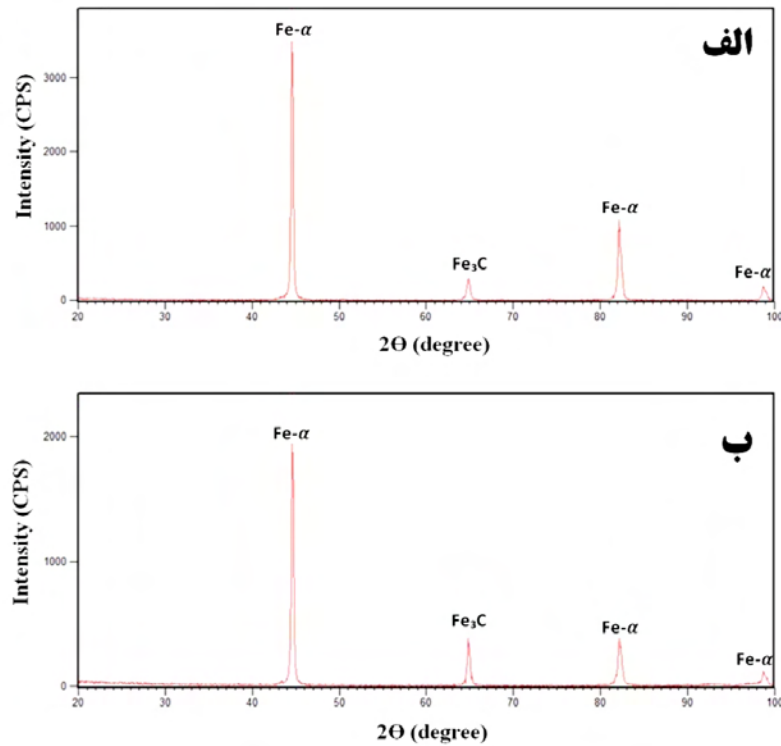 Fe-α
الف
3000
Fe-α
2000
Intensity (CPS)
1000
Fe₃C
Fe-α
0
20 30 40 50 60 70 80 90 100
2Ө (degree)
Fe-α
ب
2000
Intensity (CPS)
1000
Fe₃C
Fe-α
Fe-α
0
20 30 40 50 60 70 80 90 100
2Ө (degree)